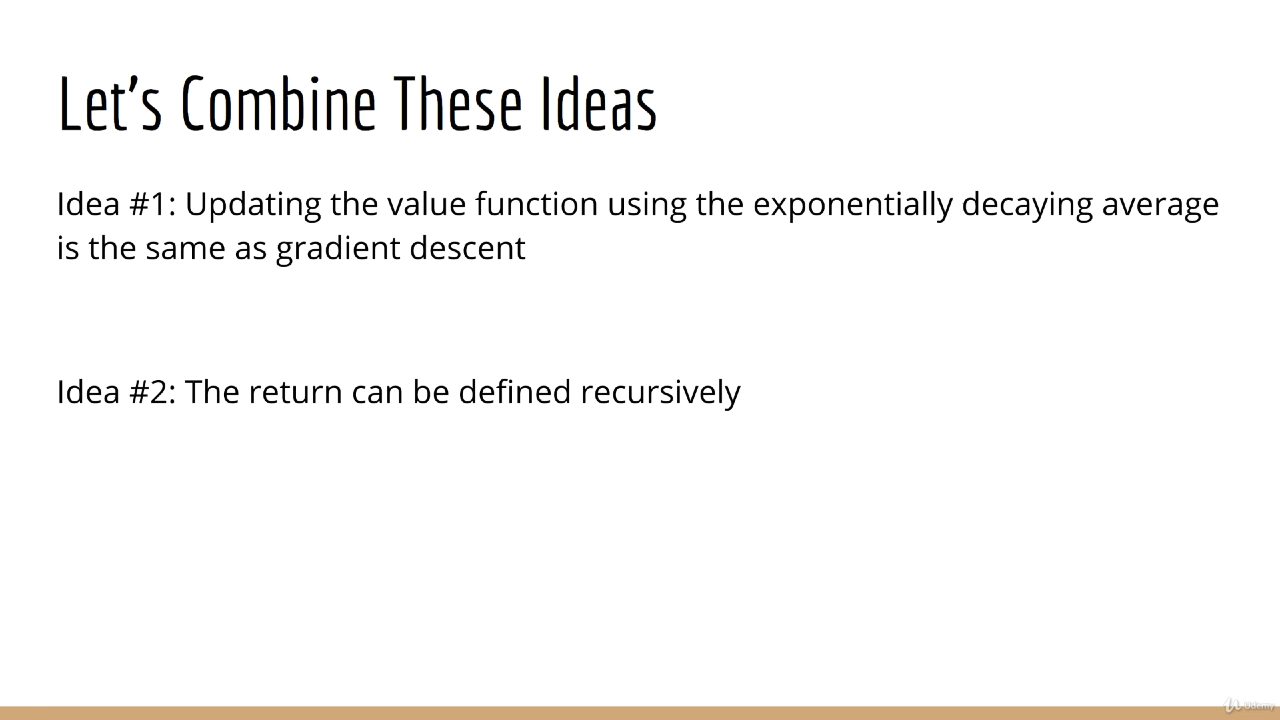 Let's Combine These Ideas
Idea #1: Updating the value function using the exponentially decaying average
is the same as gradient descent
Idea #2: The return can be defined recursively
Udemy